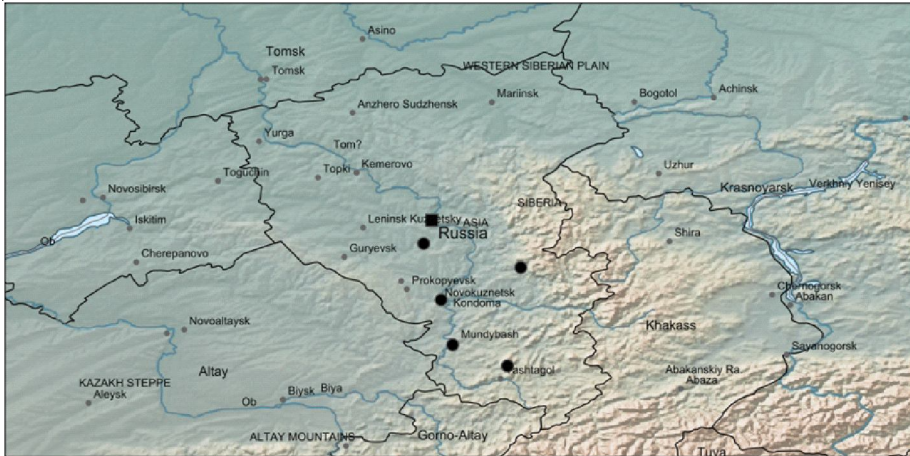 Asino
Tomsk
Tomsk
WESTERN SIBERIAN PLAIN
Mariinsk
Bogotol
Achinsk
Anzhero Sudzhensk
Yurga
Tom?
Kemerovo
Topki
Toguchin
Uzhur
Krasnoyarsk
Verkhniy Yenisey
Novosibirsk
SIBERIA
Iskitim
Leninsk Kuznetsky
ASIA
Russia
Shira
Ob
Guryevsk
Cherepanovo
Prokopyevsk
Novokuznetsk
Kondoma
Chernogorsk
Abakan
Novoaltaysk
Mundybash
Khakass
Sayanogorsk
Altay
Tashtagol
Abakanskiy Ra.
Abaza
KAZAKH STEPPE
Aleysk
Biysk
Biya
Ob
ALTAY MOUNTAINS
Gorno-Altay
Tuva